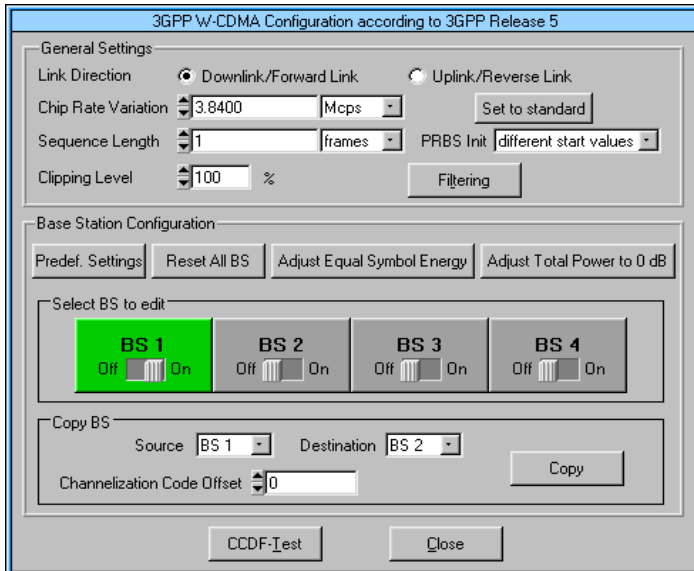 3GPP W-CDMA Configuration according to 3GPP Release 5
General Settings
Link Direction Downlink/Forward Link Uplink/Reverse Link
Chip Rate Variation 3.8400 Mcps Set to standard
Sequence Length 1 frames PRBS Init different start values
Clipping Level 100 % Filtering
Base Station Configuration
Predef. Settings Reset All BS Adjust Equal Symbol Energy Adjust Total Power to 0 dB
Select BS to edit
BS 1 BS 2 BS 3 BS 4
Off On Off On Off On Off On
Copy BS
Source BS 1 Destination BS 2
Copy
Channelization Code Offset 0
CCDF-Test Close